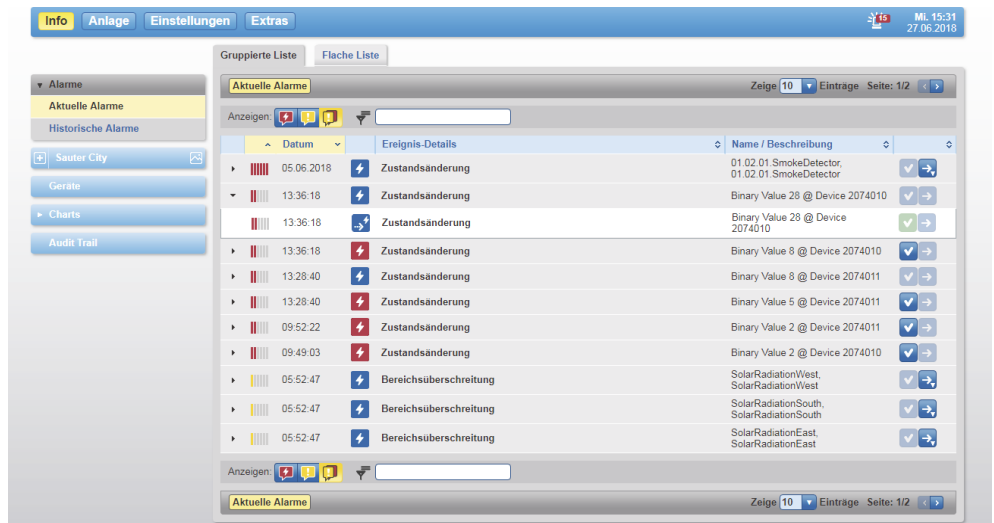 Info Anlage Einstellungen Extras 15 Mi. 15:31
27.06.2018
Gruppierte Liste Flache Liste
Alarme
Aktuelle Alarme
Historische Alarme
Sauter City
Geräte
Charts
Audit Trail
Aktuelle Alarme Zeige 10 Einträge Seite: 1/2
Anzeigen:
Datum Ereignis-Details Name / Beschreibung
05.06.2018 Zustandsänderung 01.02.01.SmokeDetector,
01.02.01.SmokeDetector
13:36:18 Zustandsänderung Binary Value 28 @ Device 2074010
13:36:18 Zustandsänderung Binary Value 28 @ Device
2074010
13:36:18 Zustandsänderung Binary Value 8 @ Device 2074010
13:28:40 Zustandsänderung Binary Value 8 @ Device 2074011
13:28:40 Zustandsänderung Binary Value 5 @ Device 2074011
09:52:22 Zustandsänderung Binary Value 2 @ Device 2074011
09:49:03 Zustandsänderung Binary Value 2 @ Device 2074010
05:52:47 Bereichsüberschreitung SolarRadiationWest,
SolarRadiationWest
05:52:47 Bereichsüberschreitung SolarRadiationSouth,
SolarRadiationSouth
05:52:47 Bereichsüberschreitung SolarRadiationEast,
SolarRadiationEast
Anzeigen:
Aktuelle Alarme Zeige 10 Einträge Seite: 1/2